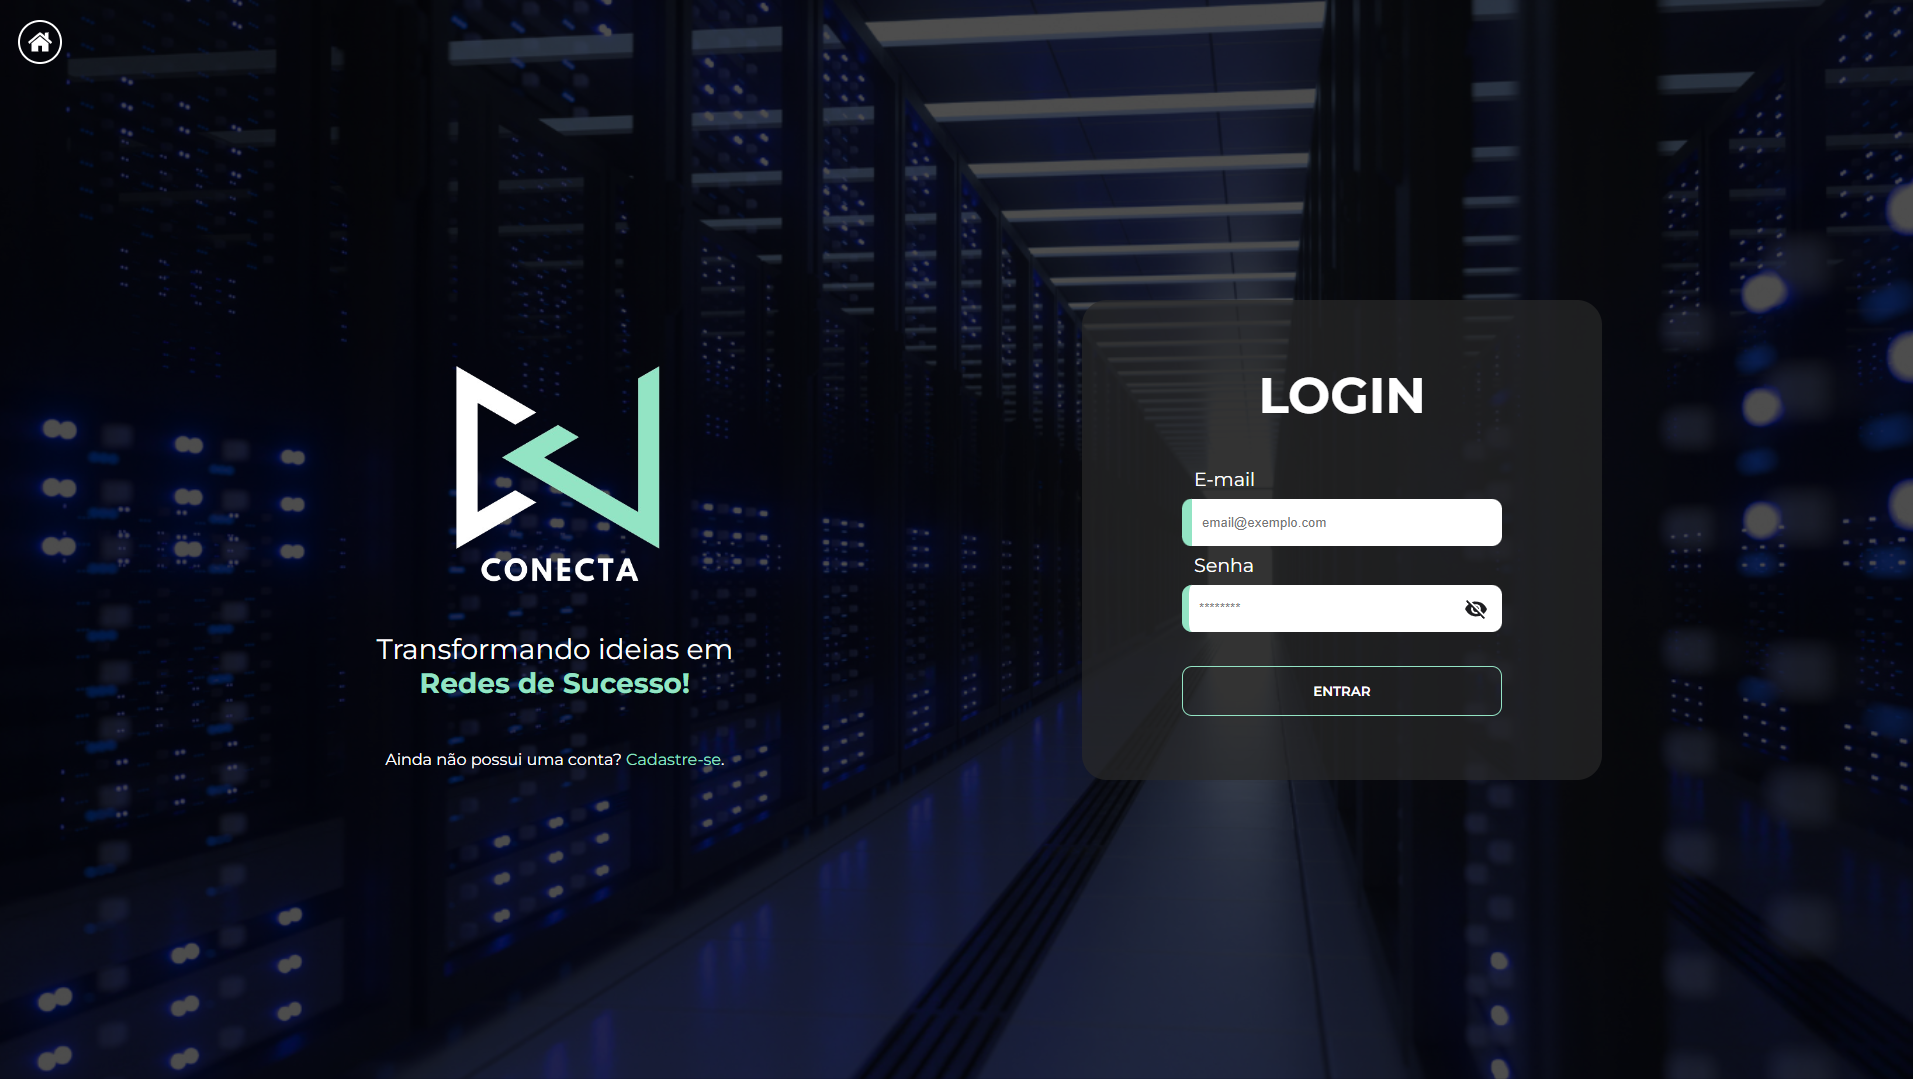 CONECTA
Transformando ideias em
Redes de Sucesso!
Ainda não possui uma conta? Cadastre-se.
LOGIN
E-mail
email@exemplo.com
Senha
********
ENTRAR